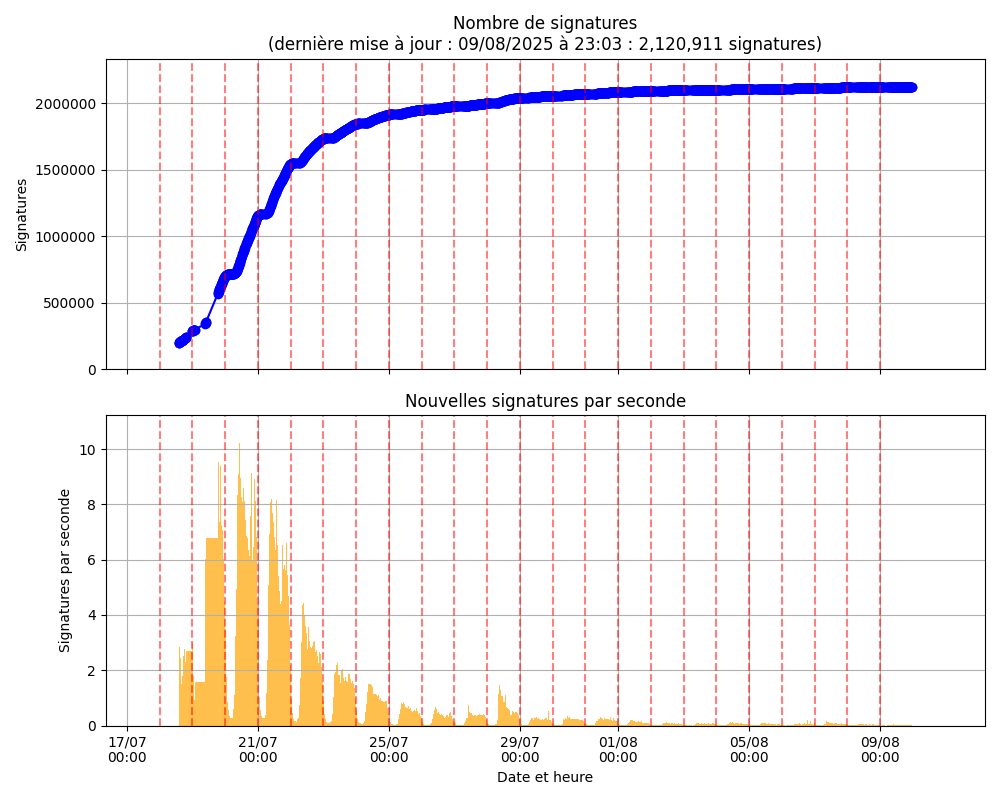 Nombre de signatures
(dernière mise à jour : 09/08/2025 à 23:03 : 2,120,911 signatures)
Signatures
2000000
1500000
1000000
500000
0
Nouvelles signatures par seconde
Signatures par seconde
10
8
6
4
2
0
17/07 21/07 25/07 29/07 01/08 05/08 09/08
00:00 00:00 00:00 00:00 00:00 00:00 00:00
Date et heure